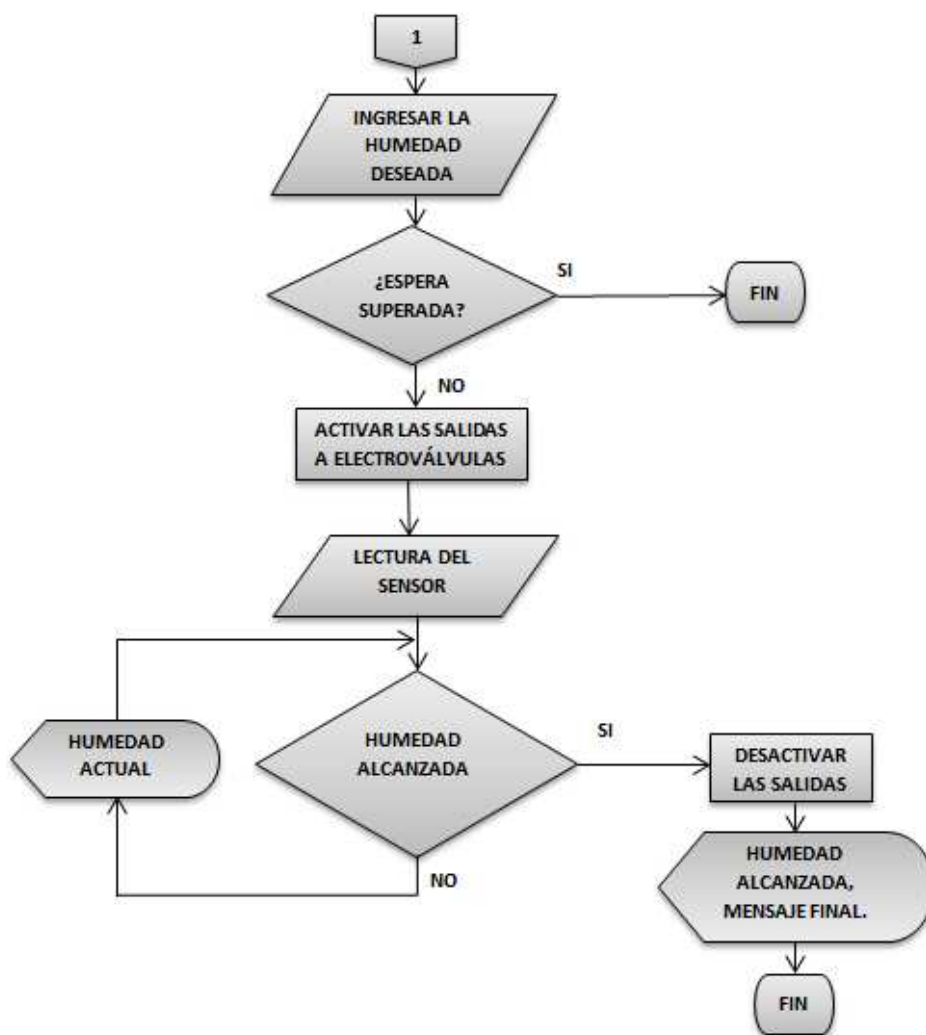 1
INGRESAR LA
HUMEDAD
DESEADA
¿ESPERA
SUPERADA?
SI
FIN
NO
ACTIVAR LAS SALIDAS
A ELECTROVÁLVULAS
LECTURA DEL
SENSOR
HUMEDAD
ACTUAL
HUMEDAD
ALCANZADA
SI
NO
DESACTIVAR
LAS SALIDAS
HUMEDAD
ALCANZADA,
MENSAJE FINAL.
FIN